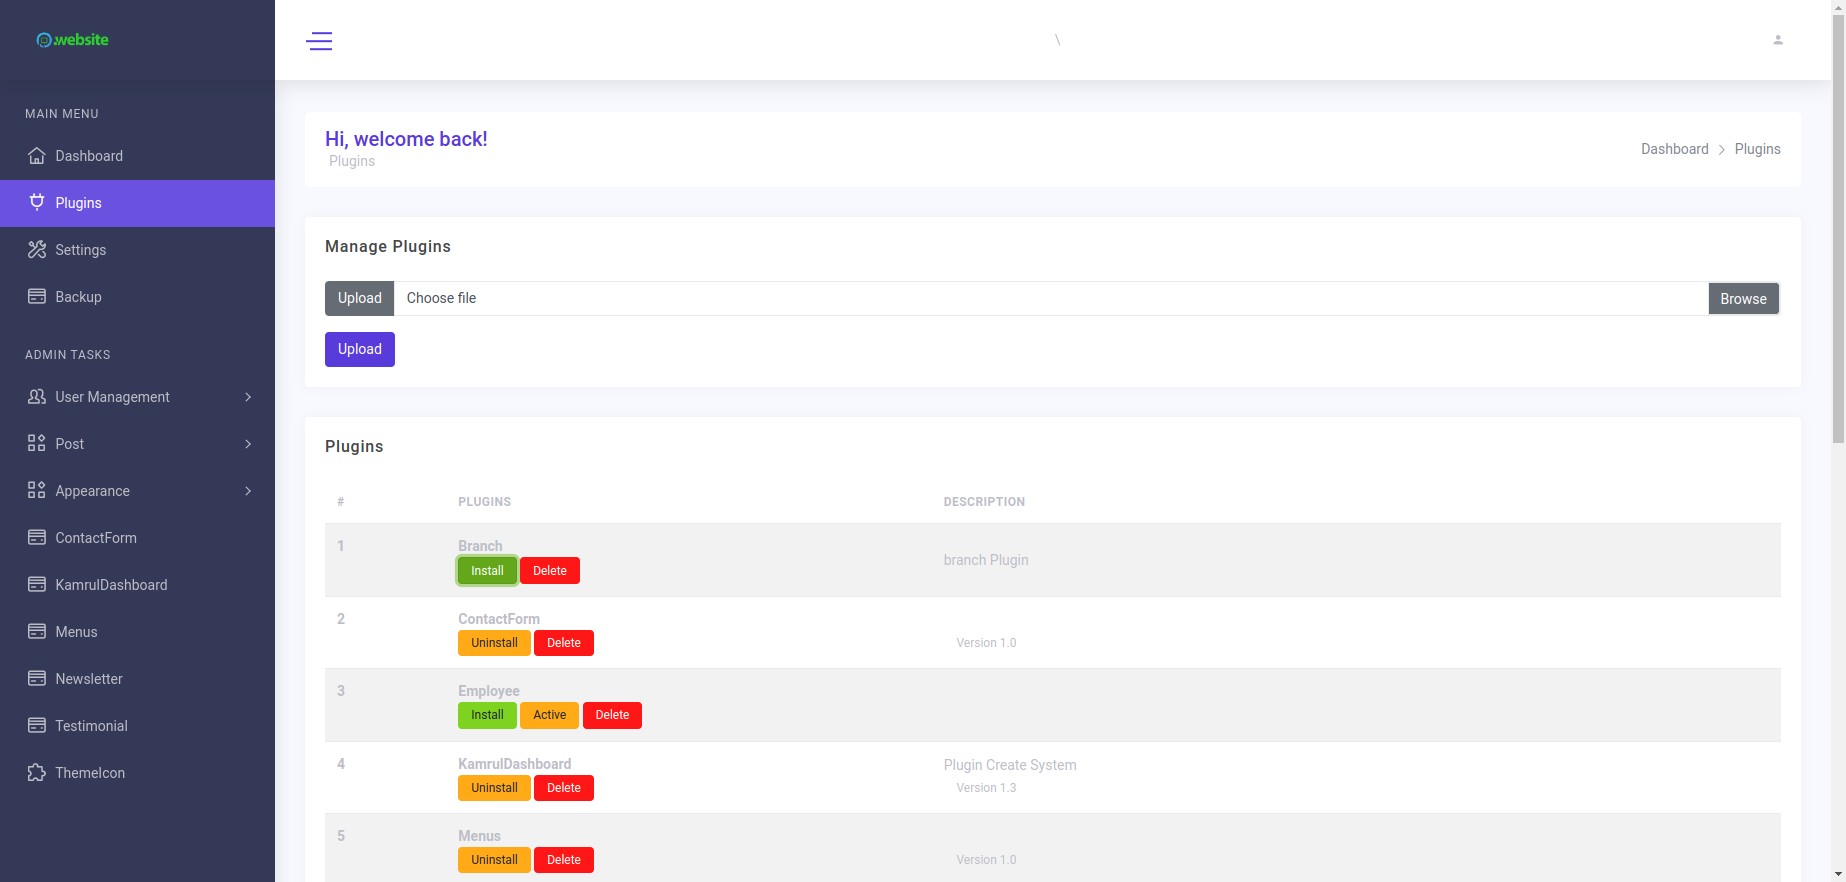 .website
\
MAIN MENU
Dashboard
Plugins
Settings
Backup
ADMIN TASKS
User Management
Post
Appearance
ContactForm
KamrulDashboard
Menus
Newsletter
Testimonial
ThemeIcon
Hi, welcome back!
Plugins
Dashboard > Plugins
Manage Plugins
Upload Choose file Browse
Upload
Plugins
# PLUGINS DESCRIPTION
1 Branch
Install Delete
branch Plugin
2 ContactForm
Uninstall Delete Version 1.0
3 Employee
Install Active Delete
4 KamrulDashboard Plugin Create System
Uninstall Delete Version 1.3
5 Menus
Uninstall Delete Version 1.0